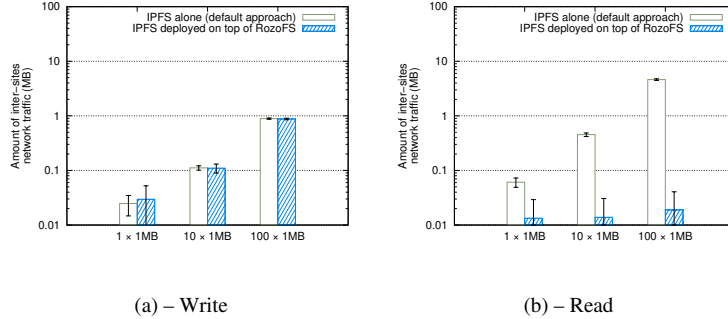 IPFS alone (default approach)
IPFS deployed on top of RozoFS
Amount of inter−sites
network traffic (MB)
100
10
1
0.1
0.01
1 × 1MB
10 × 1MB
100 × 1MB
(a) – Write
IPFS alone (default approach)
IPFS deployed on top of RozoFS
Amount of inter−sites
network traffic (MB)
100
10
1
0.1
0.01
1 × 1MB
10 × 1MB
100 × 1MB
(b) – Read